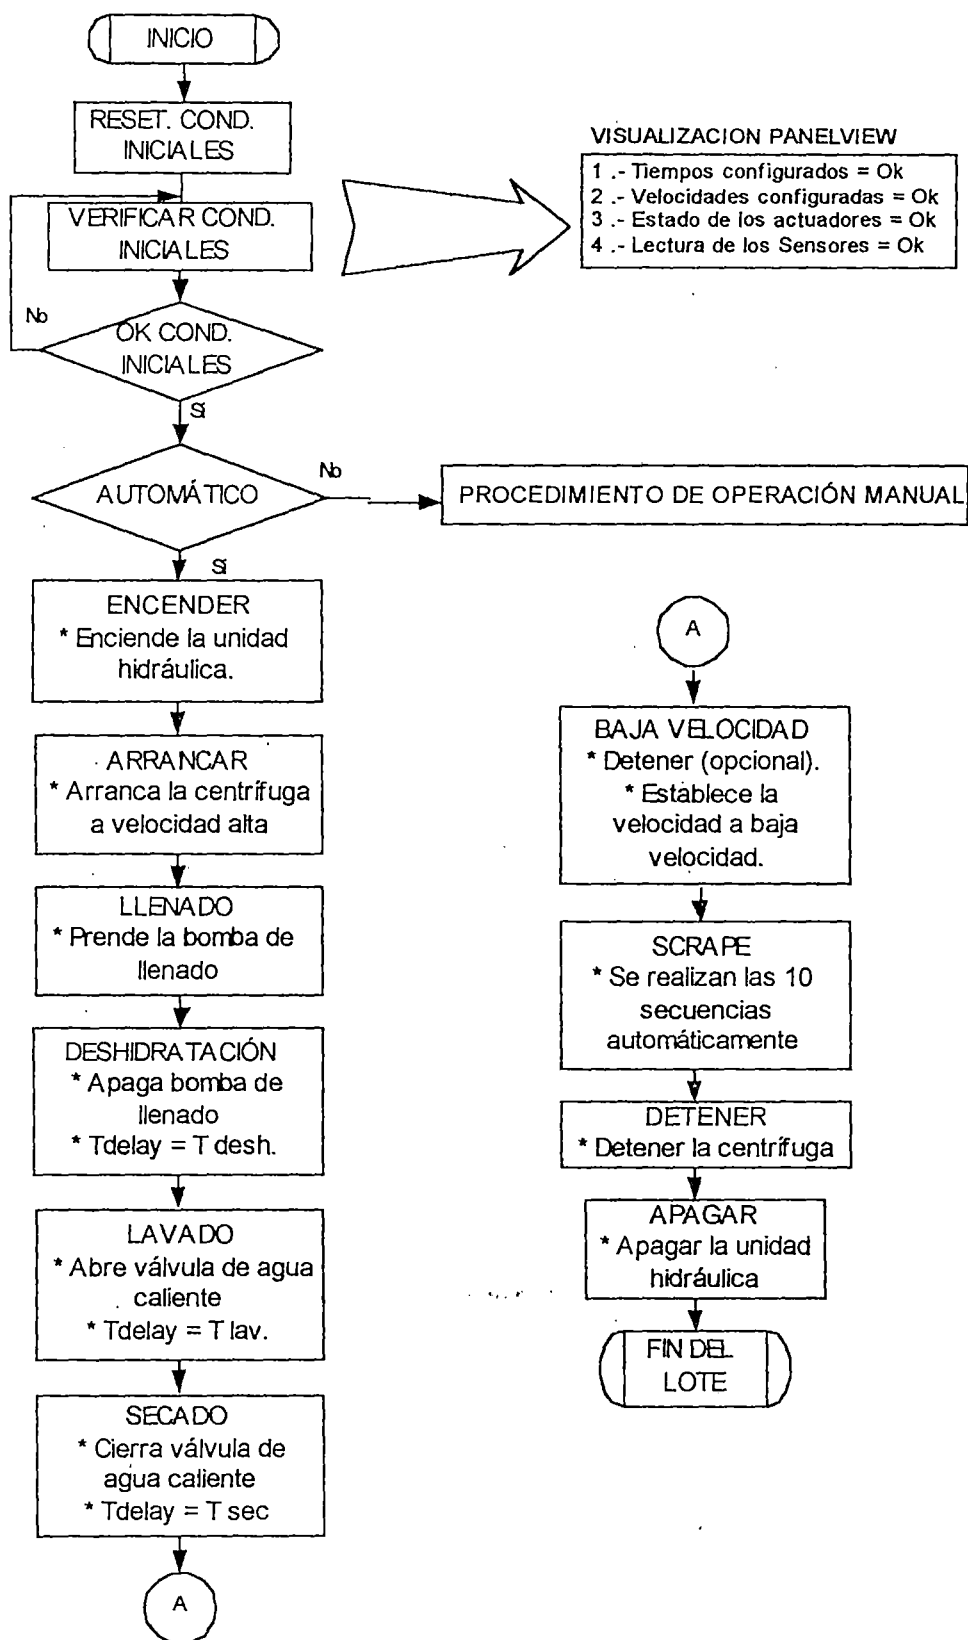 INICIO
RESET. COND.
INICIALES
VERIFICAR COND.
INICIALES
VISUALIZACION PANELVIEW
1 .- Tiempos configurados = Ok
2 .- Velocidades configuradas = Ok
3 .- Estado de los actuadores = Ok
4 .- Lectura de los Sensores = Ok
No
OK COND.
INICIALES
Sí
AUTOMÁTICO
No
PROCEDIMIENTO DE OPERACIÓN MANUAL
Sí
ENCENDER
* Enciende la unidad
hidráulica.
ARRANCAR
* Arranca la centrífuga
a velocidad alta
LLENADO
* Prende la bomba de
llenado
DESHIDRATACIÓN
* Apaga bomba de
llenado
* Tdelay = T desh.
LAVADO
* Abre válvula de agua
caliente
* Tdelay = T lav.
SECADO
* Cierra válvula de
agua caliente
* Tdelay = T sec
A
A
BAJA VELOCIDAD
* Detener (opcional).
* Establece la
velocidad a baja
velocidad.
SCRAPE
* Se realizan las 10
secuencias
automáticamente
DETENER
* Detener la centrífuga
APAGAR
* Apagar la unidad
hidráulica
FIN DEL
LOTE